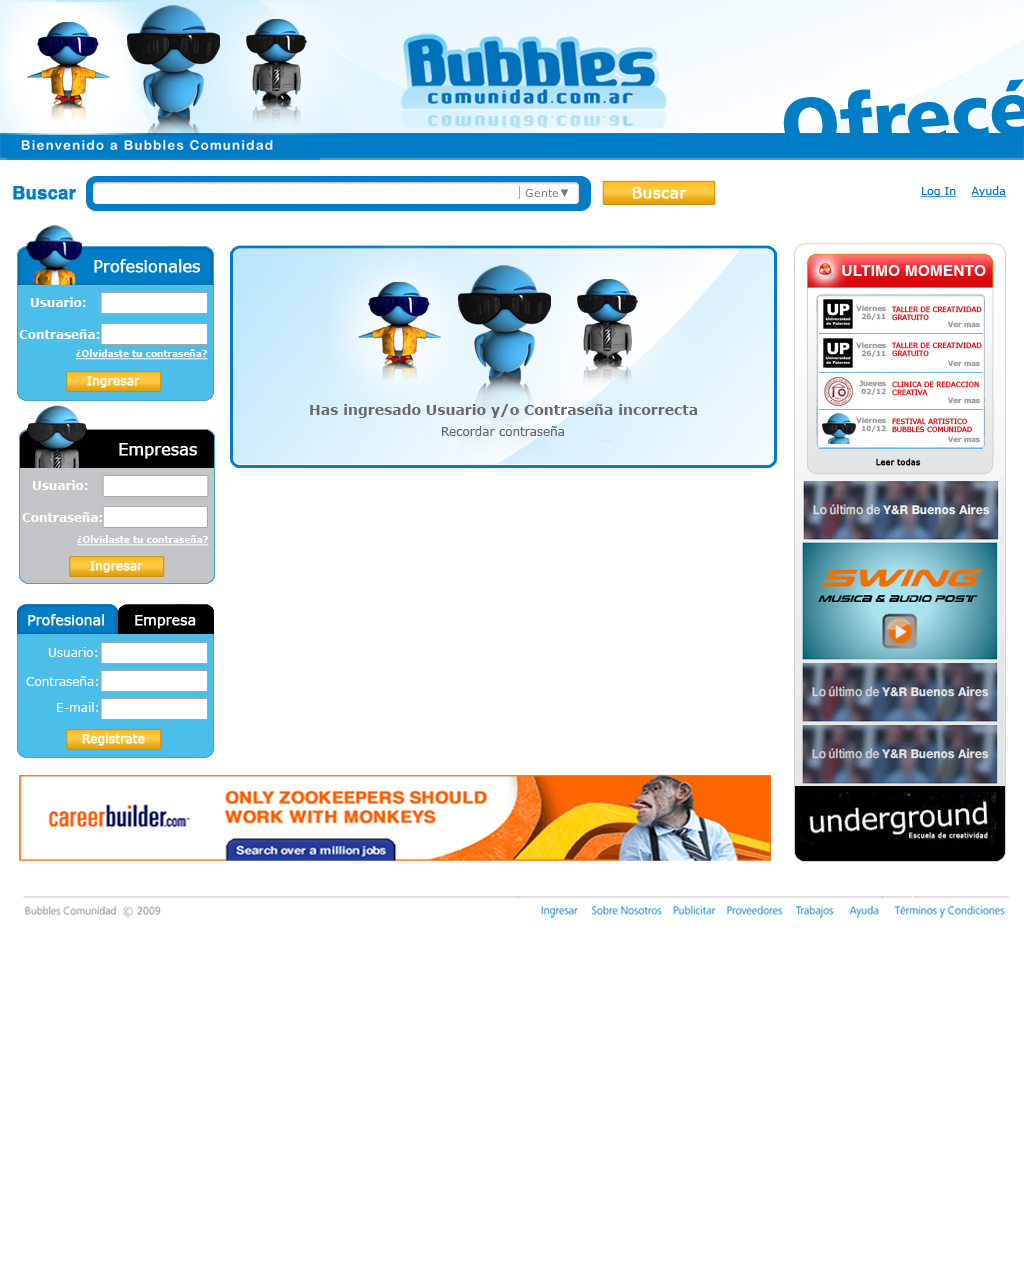 Bubbles
comunidad.com.ar
Ofrecé
Bienvenido a Bubbles Comunidad
Buscar
Gente▼
Buscar
Log In
Ayuda
Profesionales
Usuario:
Contraseña:
¿Olvidaste tu contraseña?
Ingresar
Empresas
Usuario:
Contraseña:
¿Olvidaste tu contraseña?
Ingresar
Profesional
Empresa
Usuario:
Contraseña:
E-mail:
Registrate
Has ingresado Usuario y/o Contraseña incorrecta
Recordar contraseña
ULTIMO MOMENTO
UP
Universidad
de Palermo
Viernes
26/11
TALLER DE CREATIVIDAD
GRATUITO
Ver mas
UP
Universidad
de Palermo
Viernes
26/11
TALLER DE CREATIVIDAD
GRATUITO
Ver mas
Jueves
02/12
CLINICA DE REDACCION
CREATIVA
Ver mas
Viernes
10/12
FESTIVAL ARTISTICO
BUBBLES COMUNIDAD
Ver mas
Leer todas
Lo último de Y&R Buenos Aires
SWING
MUSICA & AUDIO POST
Lo último de Y&R Buenos Aires
Lo último de Y&R Buenos Aires
underground
Escuela de creatividad
careerbuilder.com
ONLY ZOOKEEPERS SHOULD
WORK WITH MONKEYS
Search over a million jobs
Bubbles Comunidad © 2009
Ingresar
Sobre Nosotros
Publicitar
Proveedores
Trabajos
Ayuda
Términos y Condiciones